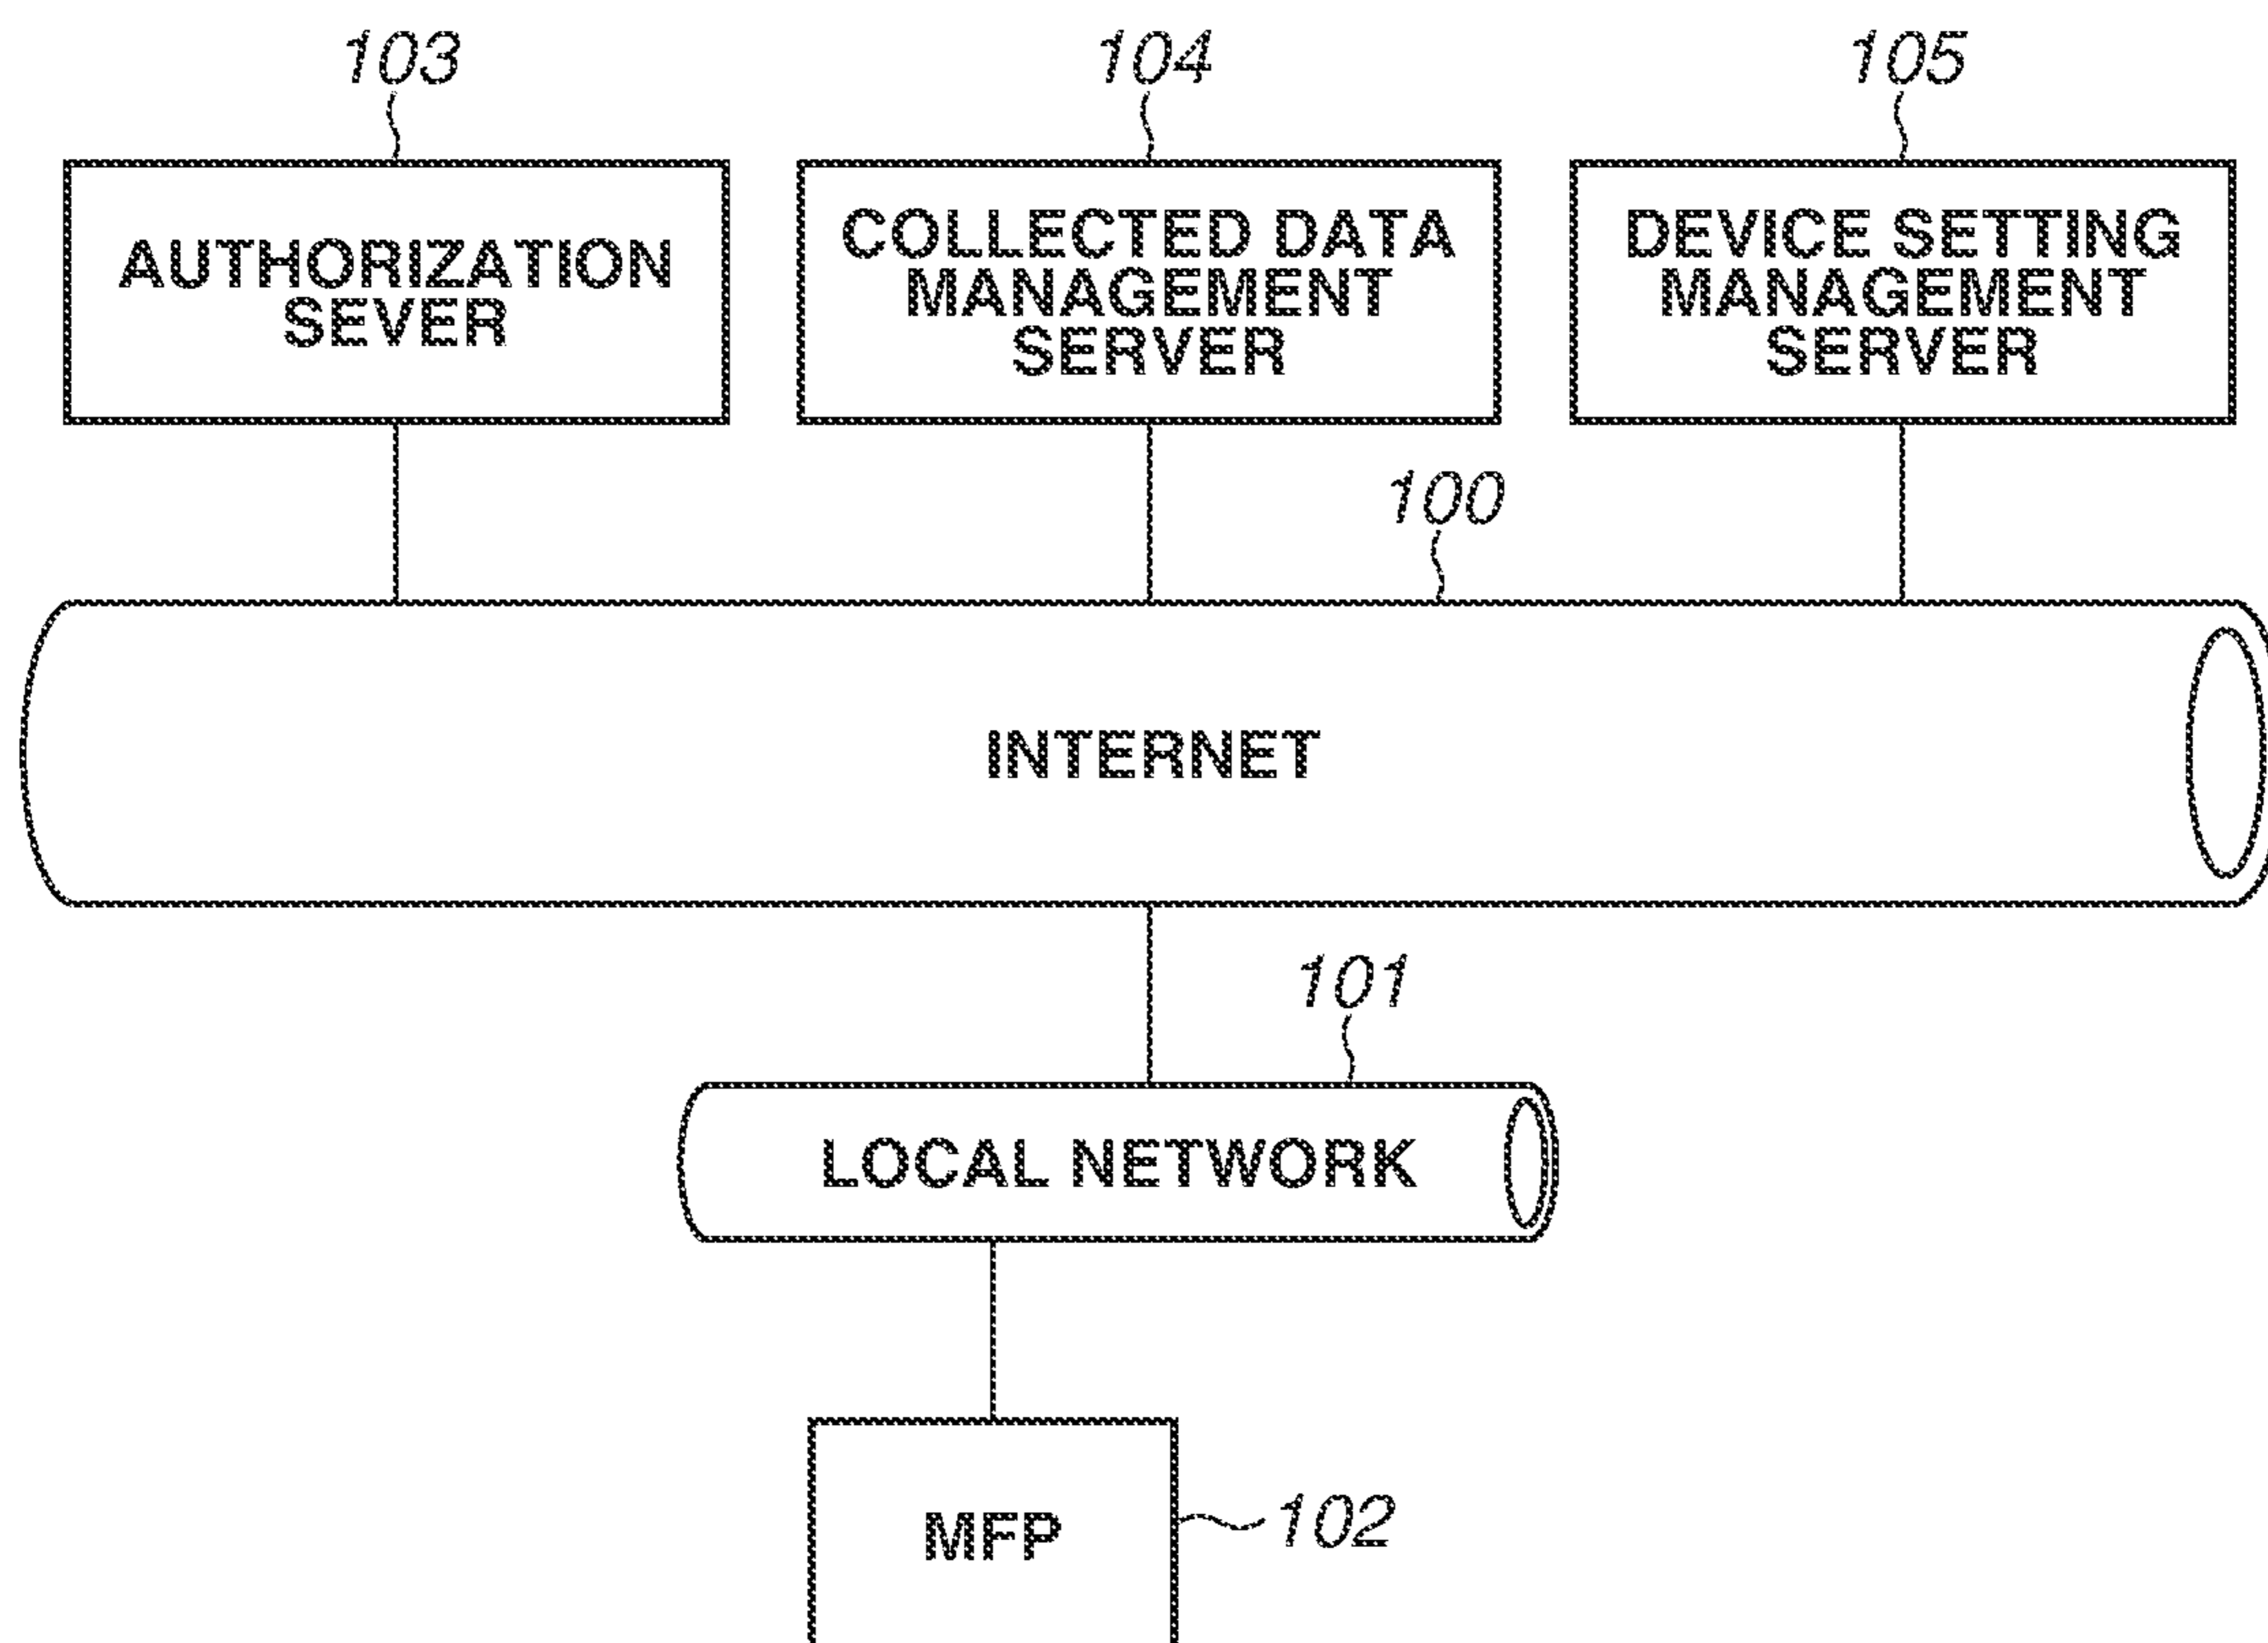 103
104
105
AUTHORIZATION
SEVER
COLLECTED DATA
MANAGEMENT
SERVER
DEVICE SETTING
MANAGEMENT
SERVER
100
INTERNET
101
LOCAL NETWORK
MFP
102